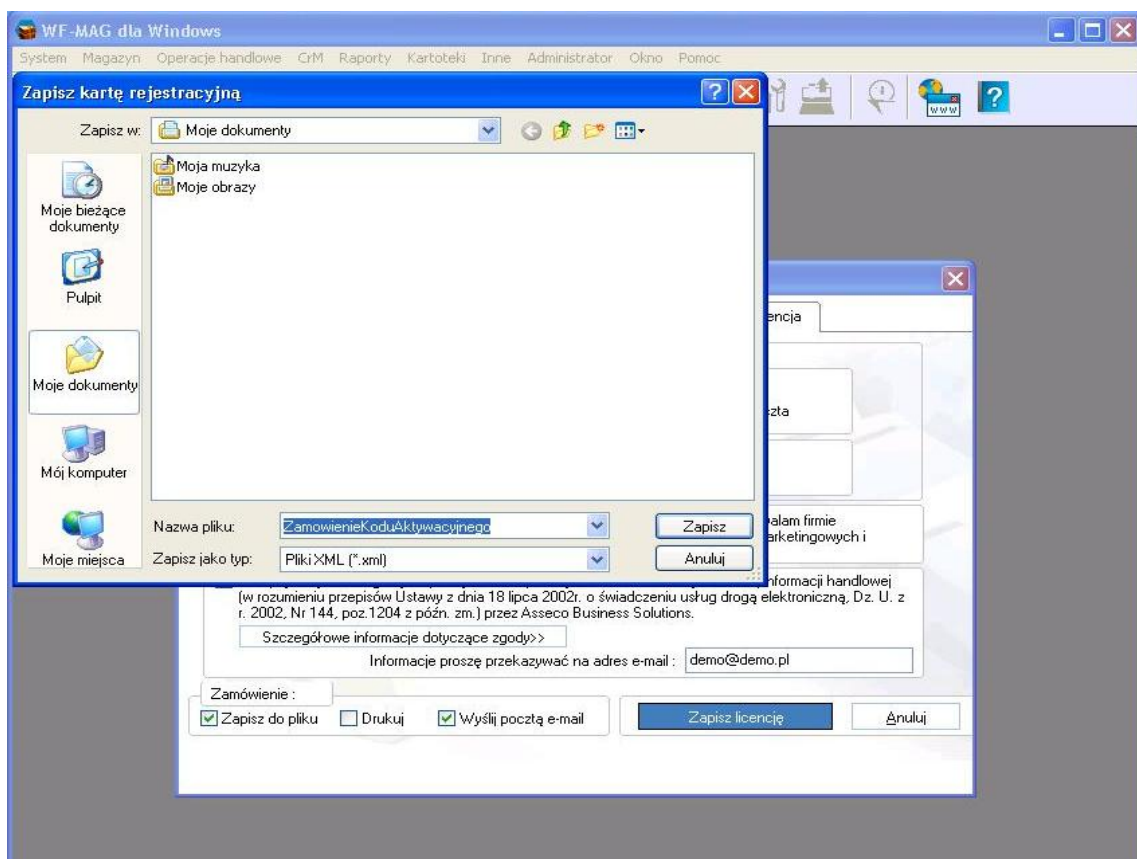 WF-MAG dla Windows
System Magazyn Operacje handlowe CrM Raporty Kartoteki Inne Administrator Okno Pomoc
Zapisz kartę rejestracyjną
Zapisz w: Moje dokumenty
www
Moja muzyka
Moje obrazy
Moje bieżące
dokumenty
Pulpit
Moje dokumenty
Mój komputer
Moje miejsca
Nazwa pliku: ZamowienieKoduAktywacyjnego Zapisz
Zapisz jako typ: Pliki XML (*.xml) Anuluj
encja
zta
alam firmie
arketingowych i
nformacji handlowej
(w rozumieniu przepisów Ustawy z dnia 18 lipca 2002r. o świadczeniu usług drogą elektroniczną, Dz. U. z
r. 2002, Nr 144, poz.1204 z późn. zm.) przez Asseco Business Solutions.
Szczegółowe informacje dotyczące zgody>>
Informacje proszę przekazywać na adres e-mail : demo@demo.pl
Zamówienie :
Zapisz do pliku Drukuj Wyślij pocztą e-mail Zapisz licencję Anuluj